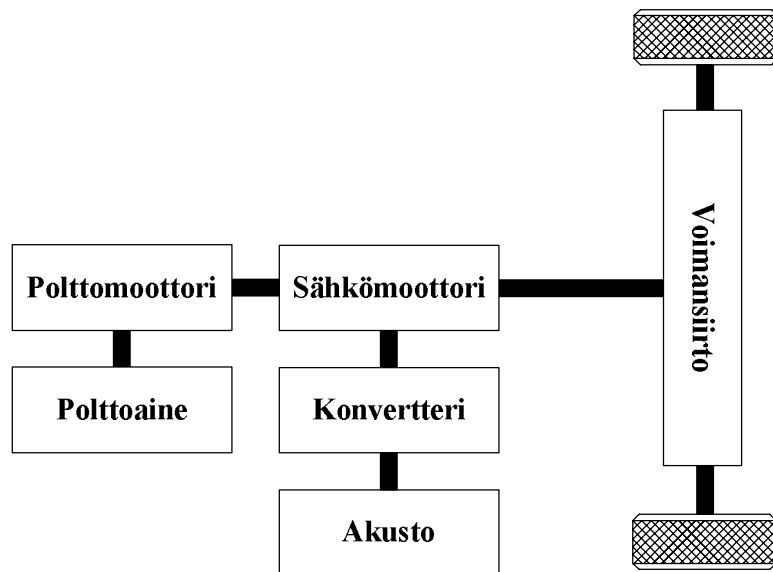 Polttomoottori
Sähkömoottori
Voimansiirto
Polttoaine
Konvertteri
Akusto